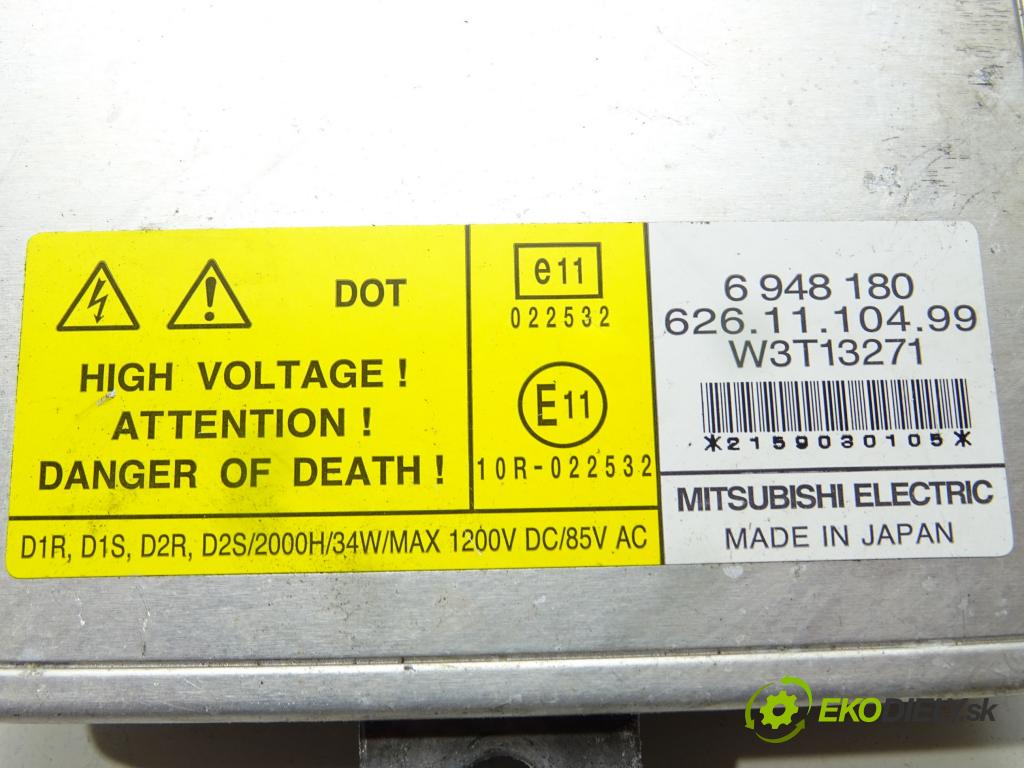 DOT
HIGH VOLTAGE !
ATTENTION !
DANGER OF DEATH !
e11
022532
E11
10R-022532
D1R, D1S, D2R, D2S/2000H/34W/MAX 1200V DC/85V AC
6 948 180
626.11.104.99
W3T13271
*2159030105*
MITSUBISHI ELECTRIC
MADE IN JAPAN
EKODIELY.sk